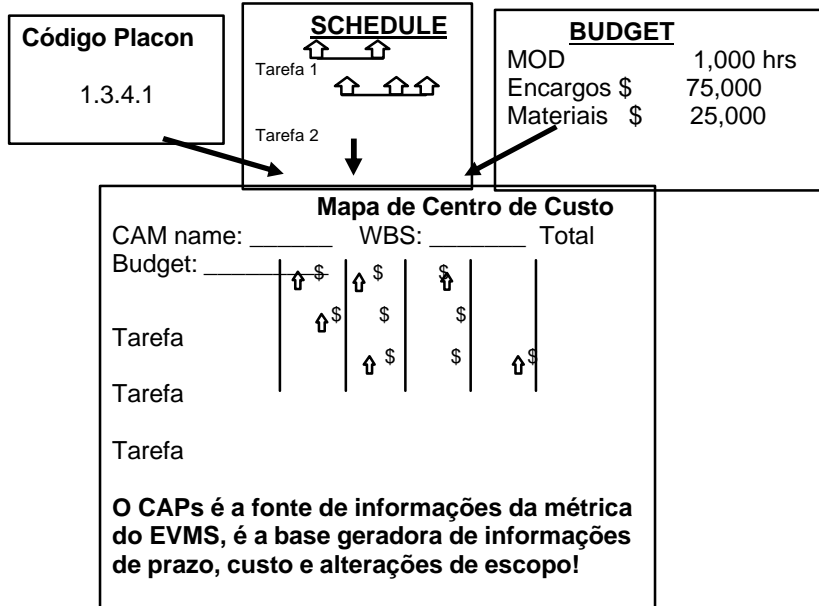 Código Placon
1.3.4.1
SCHEDULE
Tarefa 1
Tarefa 2
BUDGET
MOD 1,000 hrs
Encargos $ 75,000
Materiais $ 25,000
Mapa de Centro de Custo
CAM name: ______ WBS: _______ Total
Budget: _________
$ $ $
$ $ $
Tarefa
$ $ $
Tarefa
Tarefa
O CAPs é a fonte de informações da métrica
do EVMS, é a base geradora de informações
de prazo, custo e alterações de escopo!